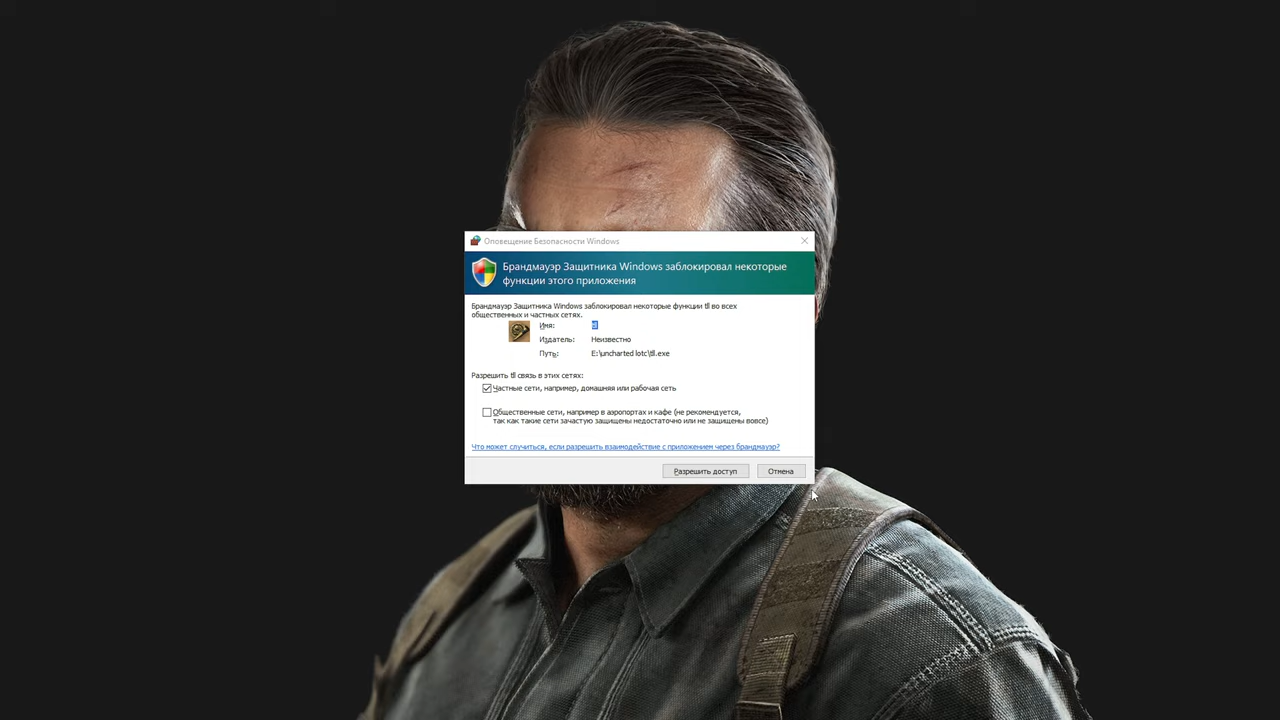 Оповещение Безопасности Windows
Брандмауэр Защитника Windows заблокировал некоторые
функции этого приложения
Брандмауэр Защитника Windows заблокировал некоторые функции tll во всех
общественных и частных сетях.
Имя: tll
Издатель: Неизвестно
Путь: E:\uncharted lotc\tll.exe
Разрешить tll связь в этих сетях:
Частные сети, например, домашняя или рабочая сеть
Общественные сети, например в аэропортах и кафе (не рекомендуется,
так как такие сети зачастую защищены недостаточно или не защищены вовсе)
Что может случиться, если разрешить взаимодействие с приложением через брандмауэр?
Разрешить доступ Отмена